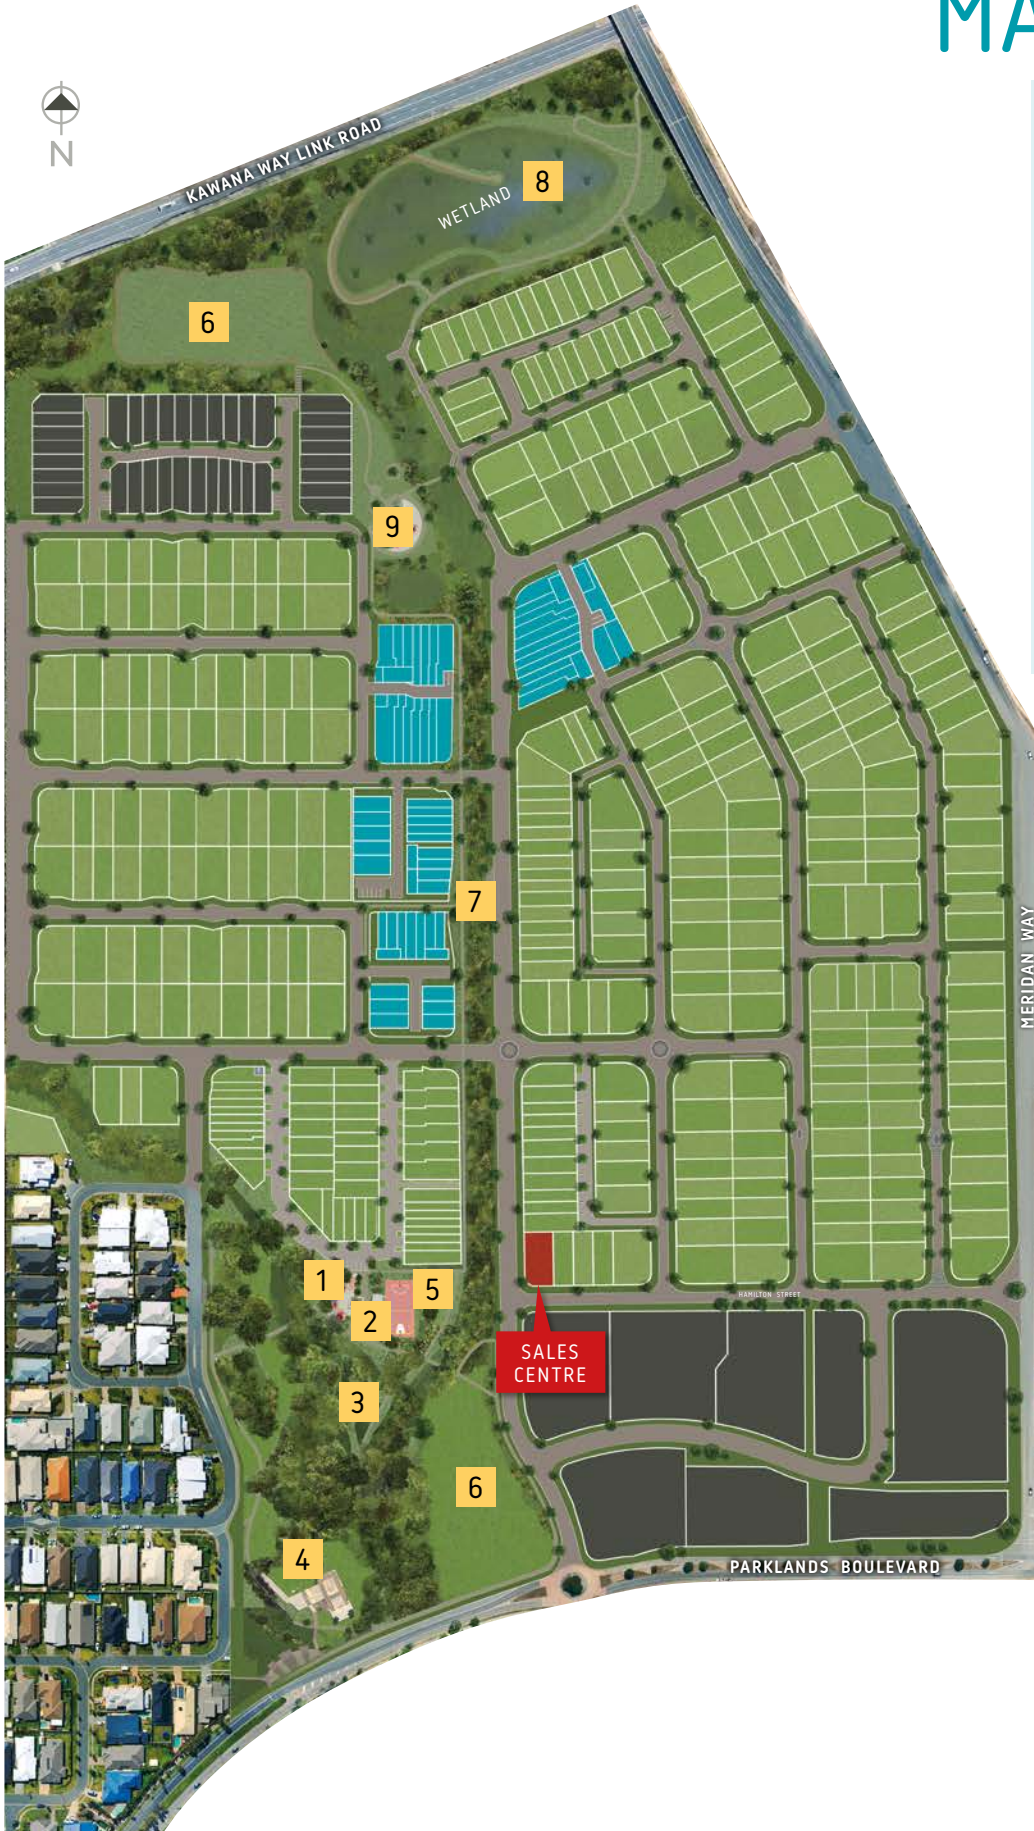 MA
N
KAWANA WAY LINK ROAD
WETLAND
8
6
9
7
MERIDAN WAY
1
5
2
HAMILTON STREET
SALES
CENTRE
3
6
4
PARKLANDS BOULEVARD